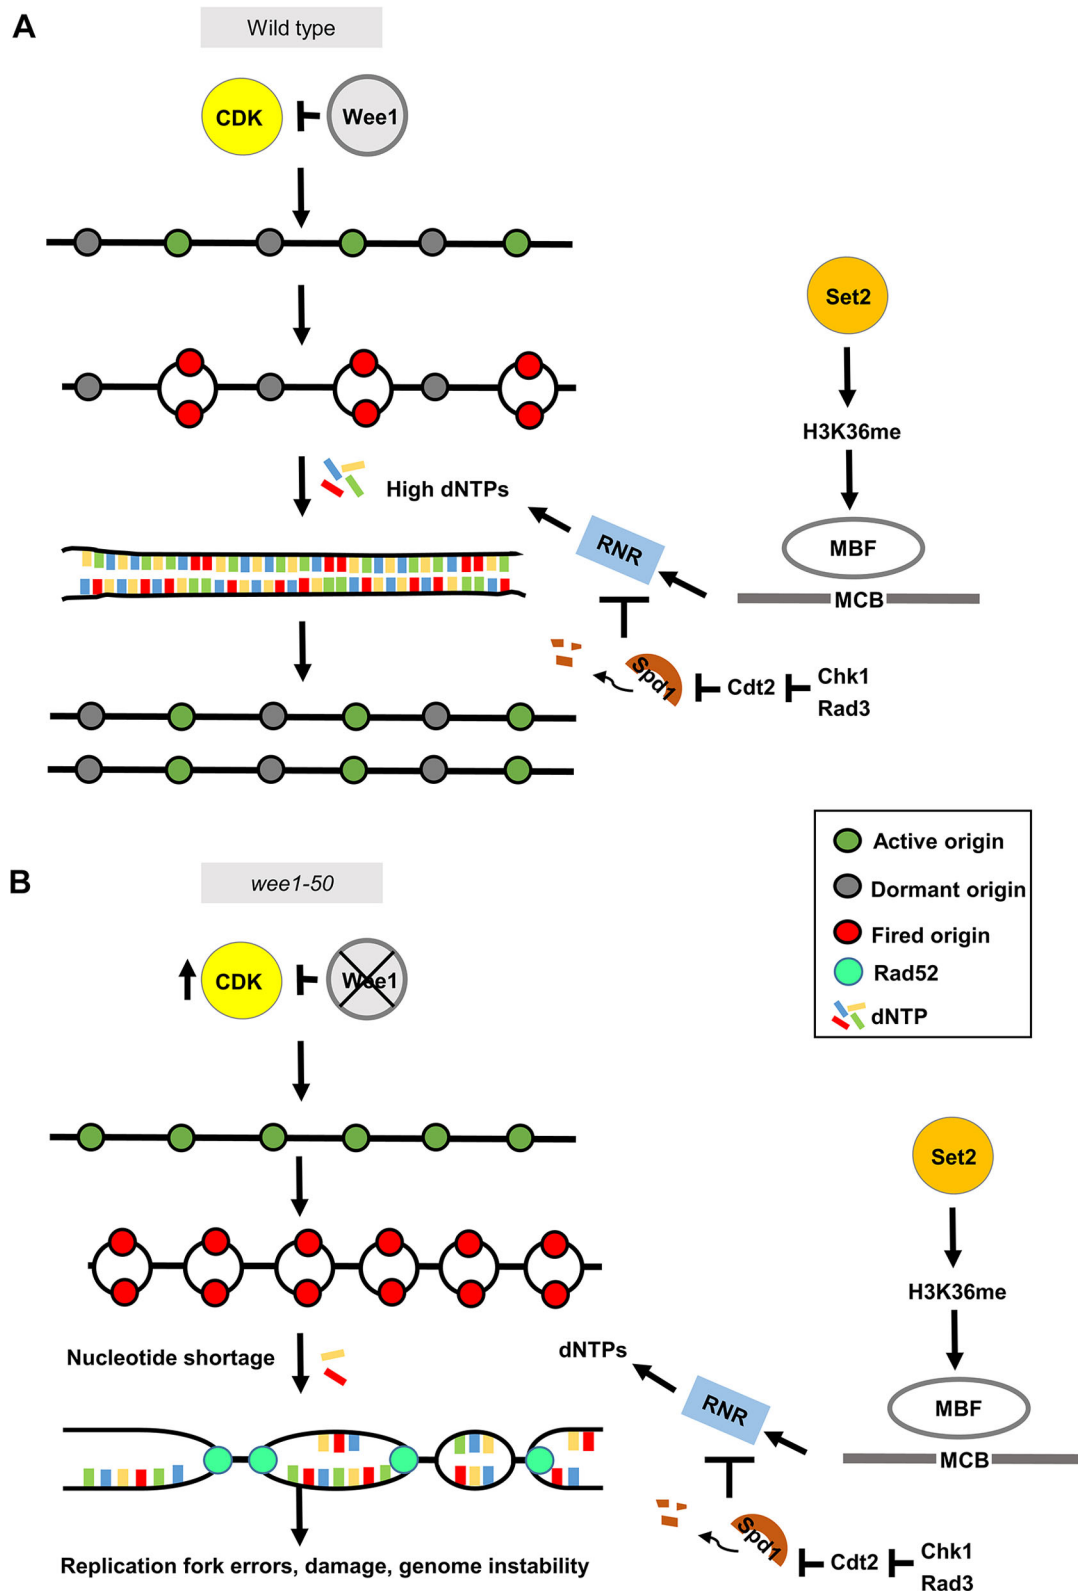 A
Wild type
CDK
Wee1
Set2
H3K36me
High dNTPs
RNR
MBF
MCB
Spd1
Cdt2
Chk1
Rad3
Active origin
Dormant origin
Fired origin
Rad52
dNTP
B
wee1-50
CDK
Wee1
Set2
H3K36me
Nucleotide shortage
dNTPs
RNR
MBF
MCB
Spd1
Cdt2
Chk1
Rad3
Replication fork errors, damage, genome instability